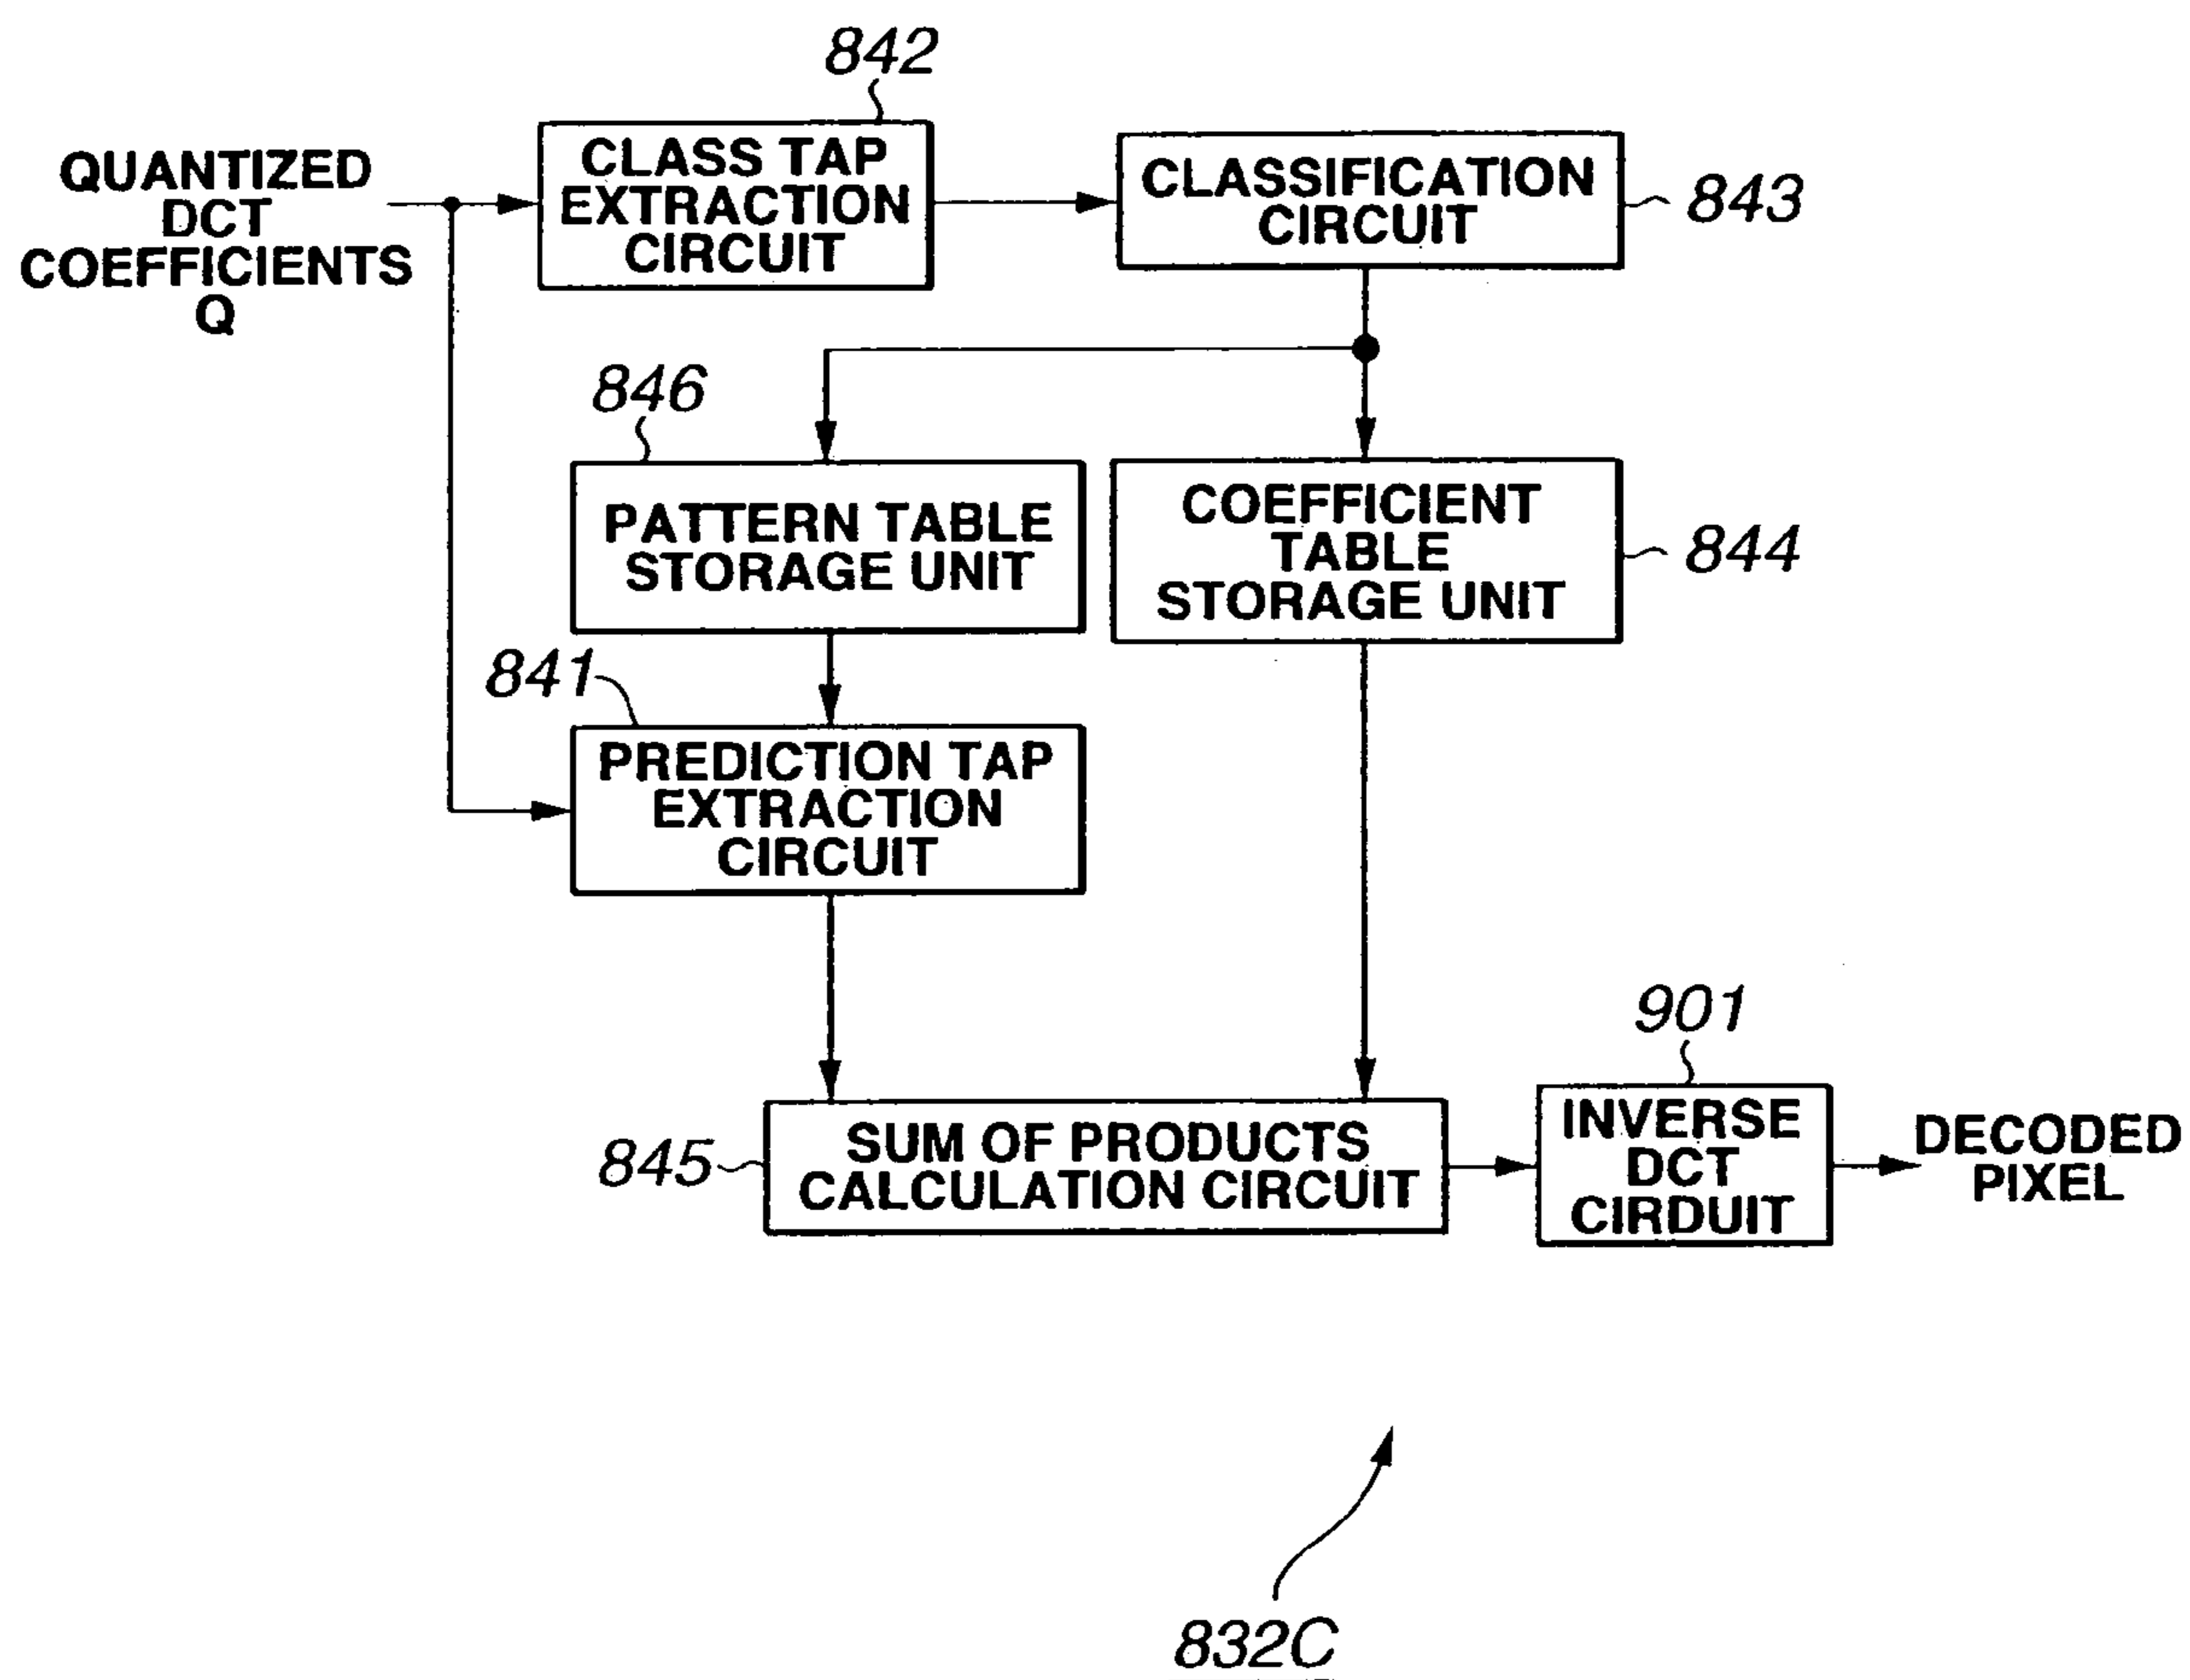 842
QUANTIZED
DCT
COEFFICIENTS
Q
CLASS TAP
EXTRACTION
CIRCUIT
CLASSIFICATION
CIRCUIT
843
846
PATTERN TABLE
STORAGE UNIT
COEFFICIENT
TABLE
STORAGE UNIT
844
841
PREDICTION TAP
EXTRACTION
CIRCUIT
901
845
SUM OF PRODUCTS
CALCULATION CIRCUIT
INVERSE
DCT
CIRDUIT
DECODED
PIXEL
832C